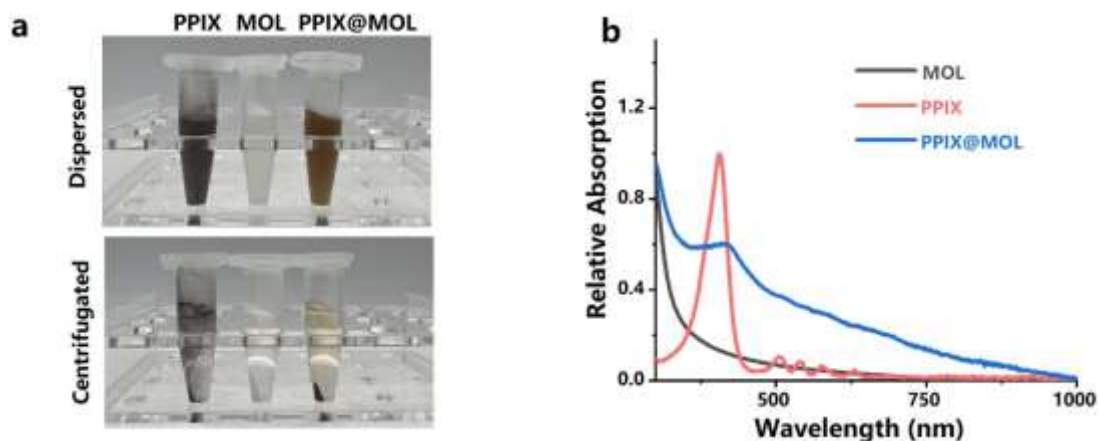 a
PPIX MOL PPIX@MOL
Dispersed
Centrifugated
b
MOL
PPIX
PPIX@MOL
Relative Absorption
1.2
0.8
0.4
0.0
500 750 1000
Wavelength (nm)